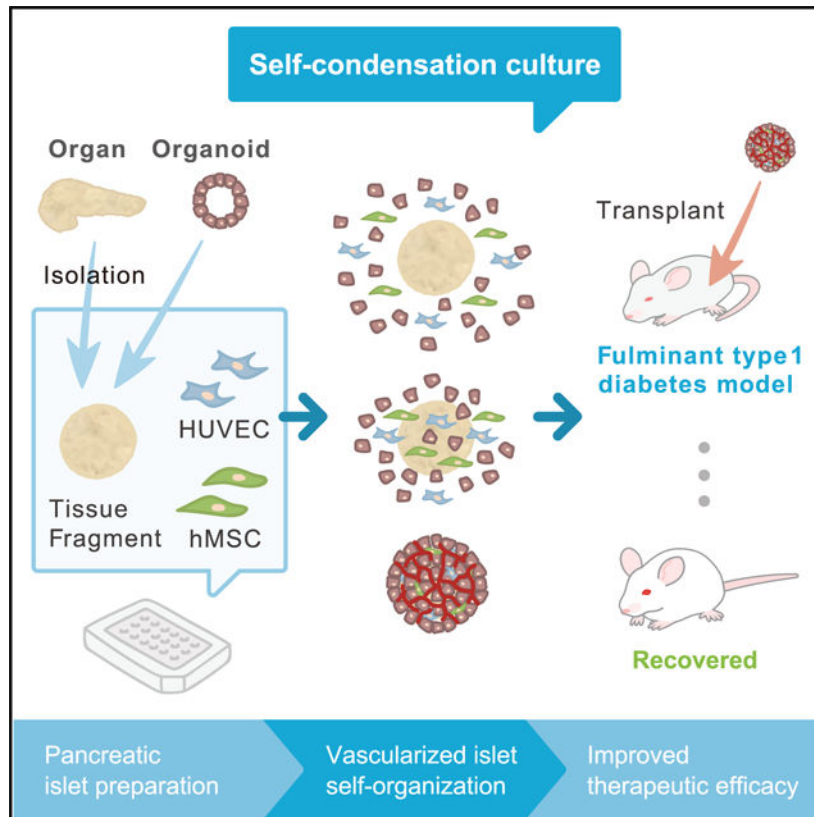 Self-condensation culture
Organ
Organoid
Isolation
HUVEC
Tissue
Fragment
hMSC
Transplant
Fulminant type1
diabetes model
Recovered
Pancreatic
islet preparation
Vascularized islet
self-organization
Improved
therapeutic efficacy